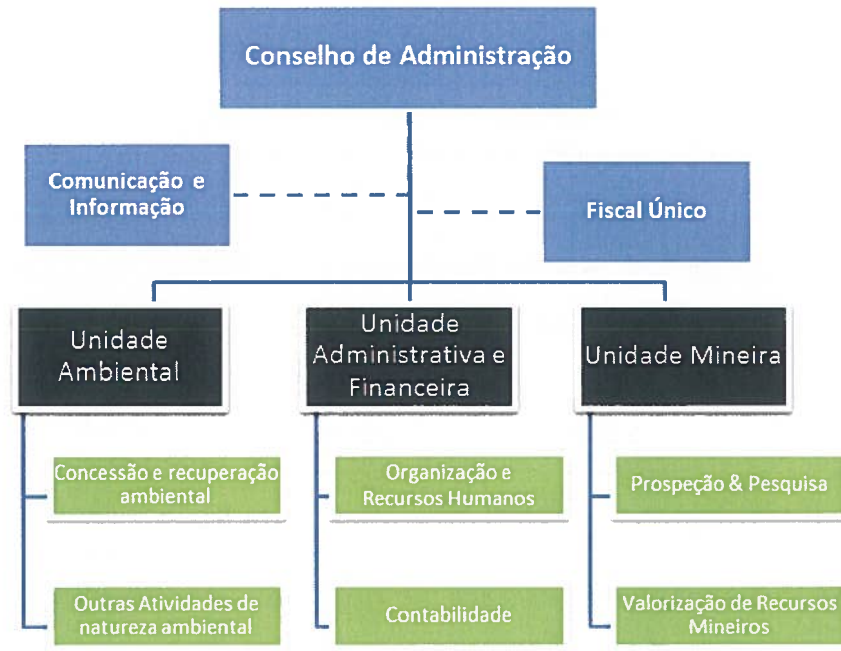 Conselho de Administração
Comunicação e
Informação
Fiscal Único
Unidade
Ambiental
Unidade
Administrativa e
Financeira
Unidade Mineira
Concessão e recuperação
ambiental
Organização e
Recursos Humanos
Prospeção & Pesquisa
Outras Atividades de
natureza ambiental
Contabilidade
Valorização de Recursos
Mineiros